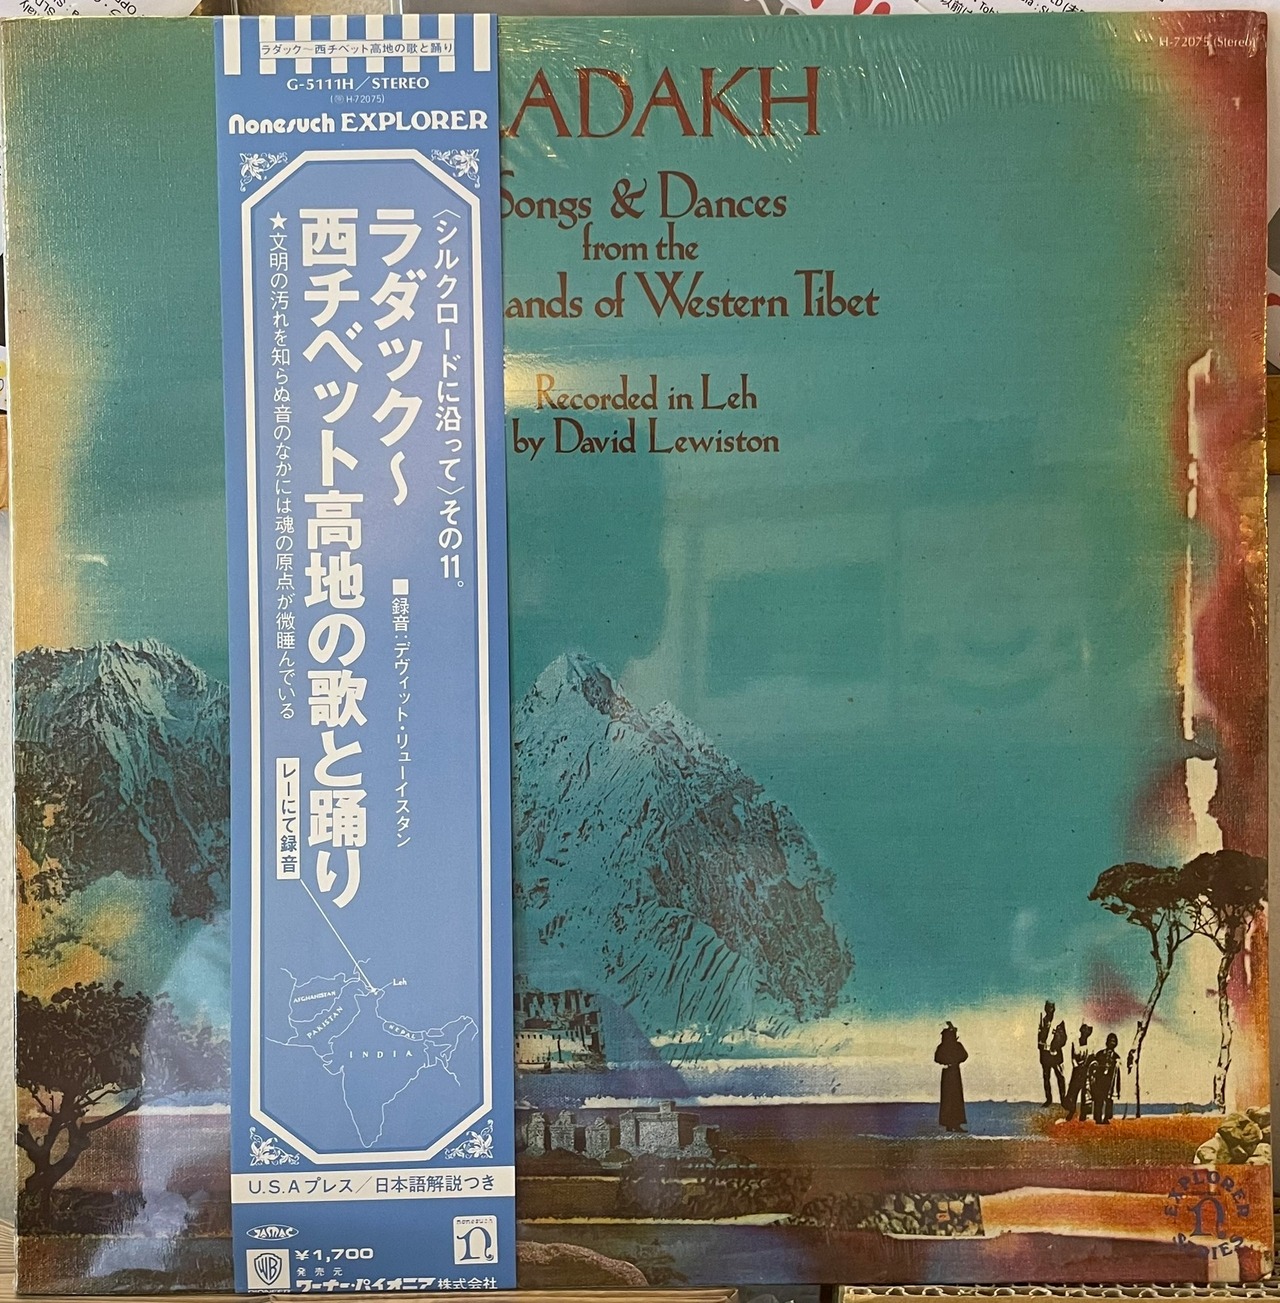 ラダック〜西チベット高地の歌と踊り
G-5111H／STEREO
(㊝ H-72075)
nonesuch EXPLORER
〈シルクロードに沿って〉その11。
ラダック〜
西チベット高地の歌と踊り
■録音：デヴィット・リューイスタン
★文明の汚れを知らぬ音のなかには魂の原点が微睡んでいる
レーにて録音
Leh
AFGHANISTAN
PAKISTAN
NEPAL
INDIA
U.S.Aプレス／日本語解説つき
JASRAC
nonesuch
n
WB
PIONEER
¥1,700
発売元
ワーナー・パイオニア株式会社
H-72075 (Stereo)
ADAKH
Songs & Dances
from the
lands of Western Tibet
Recorded in Leh
by David Lewiston
EXPLORER
n
SERIES